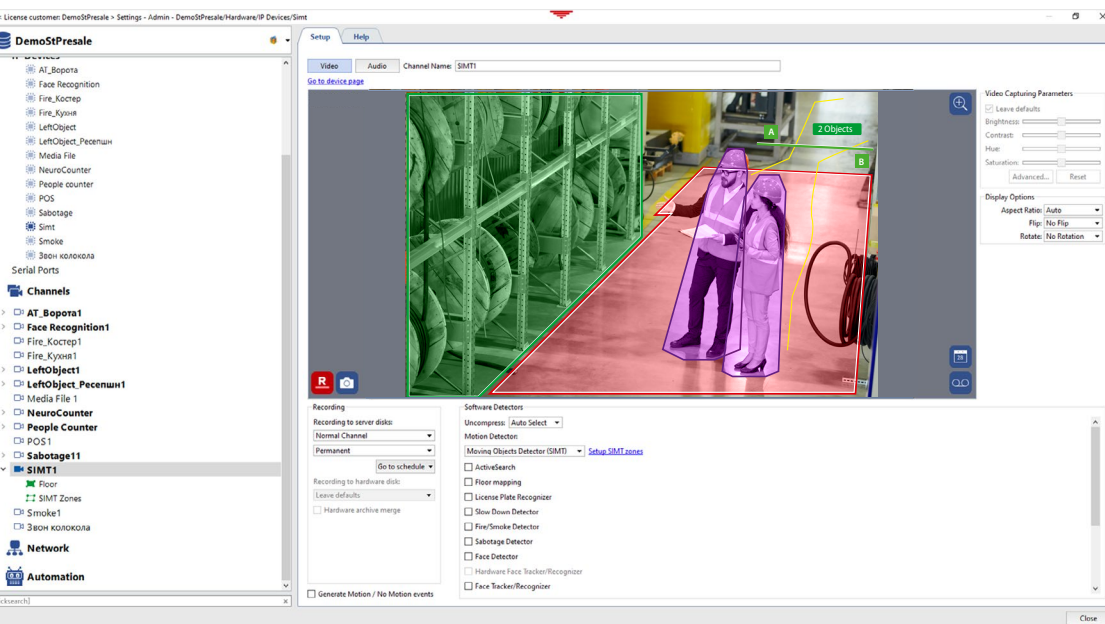 License customer: DemoStPresale > Settings - Admin - DemoStPresale/Hardware/IP Devices/Simt
DemoStPresale
IP Devices
АТ_Ворота
Face Recognition
Fire_Костер
Fire_Кухня
LeftObject
LeftObject_Ресепшн
Media File
NeuroCounter
People counter
POS
Sabotage
Simt
Smoke
Звон колокола
Serial Ports
Channels
АТ_Ворота1
Face Recognition1
Fire_Костер1
Fire_Кухня1
LeftObject1
LeftObject_Ресепшн1
Media File 1
NeuroCounter
People Counter
POS1
Sabotage11
SIMT1
Floor
SIMT Zones
Smoke1
Звон колокола
Network
Automation
cksearch]
Setup Help
Video Audio Channel Name: SIMT1
Go to device page
A 2 Objects
B
R
28
Video Capturing Parameters
Leave defaults
Brightness:
Contrast:
Hue:
Saturation:
Advanced... Reset
Display Options
Aspect Ratio: Auto
Flip: No Flip
Rotate: No Rotation
Recording
Recording to server disks:
Normal Channel
Permanent
Go to schedule
Recording to hardware disk:
Leave defaults
Hardware archive merge
Generate Motion / No Motion events
Software Detectors
Uncompress: Auto Select
Motion Detector:
Moving Objects Detector (SIMT) Setup SIMT zones
ActiveSearch
Floor mapping
License Plate Recognizer
Slow Down Detector
Fire/Smoke Detector
Sabotage Detector
Face Detector
Hardware Face Tracker/Recognizer
Face Tracker/Recognizer
Close